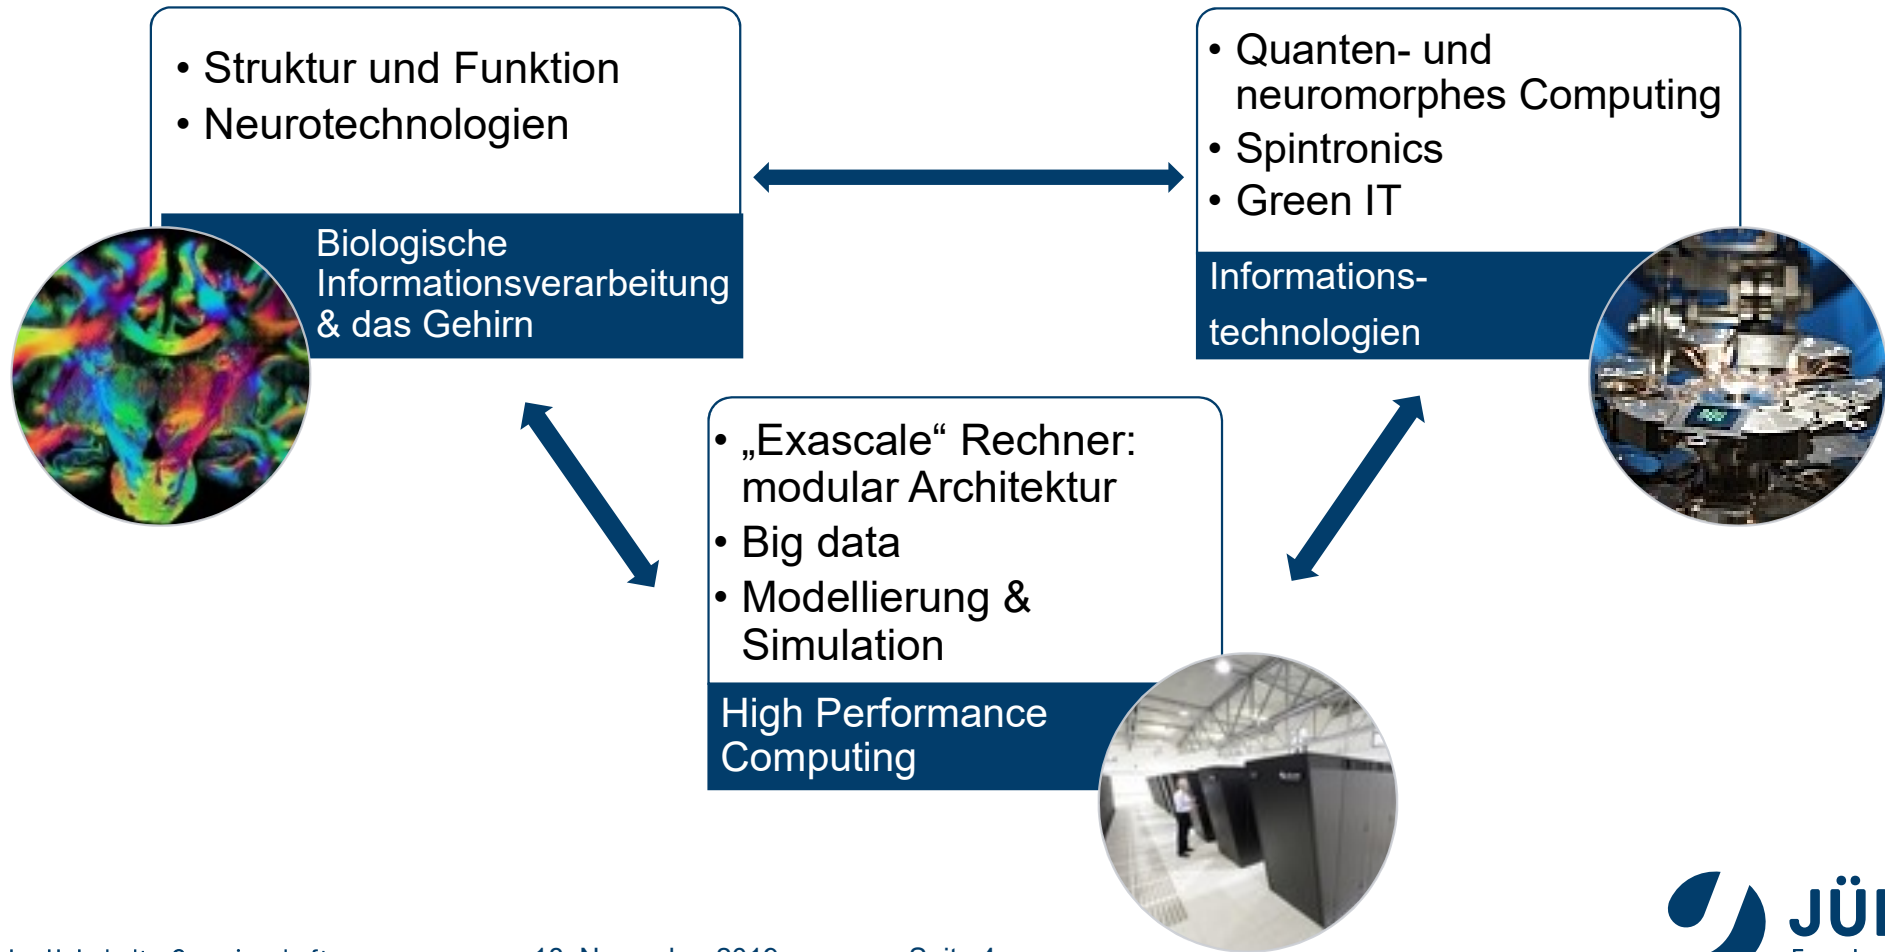 • Struktur und Funktion
• Neurotechnologien
Biologische
Informationsverarbeitung
& das Gehirn
• Quanten- und
neuromorphes Computing
• Spintronics
• Green IT
Informations-
technologien
• „Exascale“ Rechner:
modular Architektur
• Big data
• Modellierung &
Simulation
High Performance
Computing